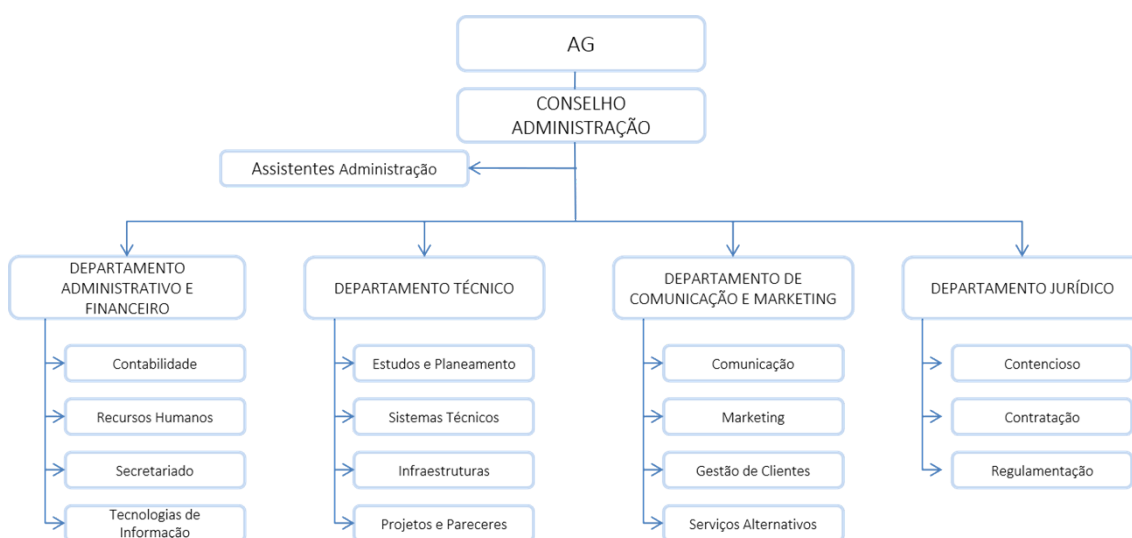 AG
CONSELHO
ADMINISTRAÇÃO
Assistentes Administração
DEPARTAMENTO
ADMINISTRATIVO E
FINANCEIRO
Contabilidade
Recursos Humanos
Secretariado
Tecnologias de
Informação
DEPARTAMENTO TÉCNICO
Estudos e Planeamento
Sistemas Técnicos
Infraestruturas
Projetos e Pareceres
DEPARTAMENTO DE
COMUNICAÇÃO E MARKETING
Comunicação
Marketing
Gestão de Clientes
Serviços Alternativos
DEPARTAMENTO JURÍDICO
Contencioso
Contratação
Regulamentação